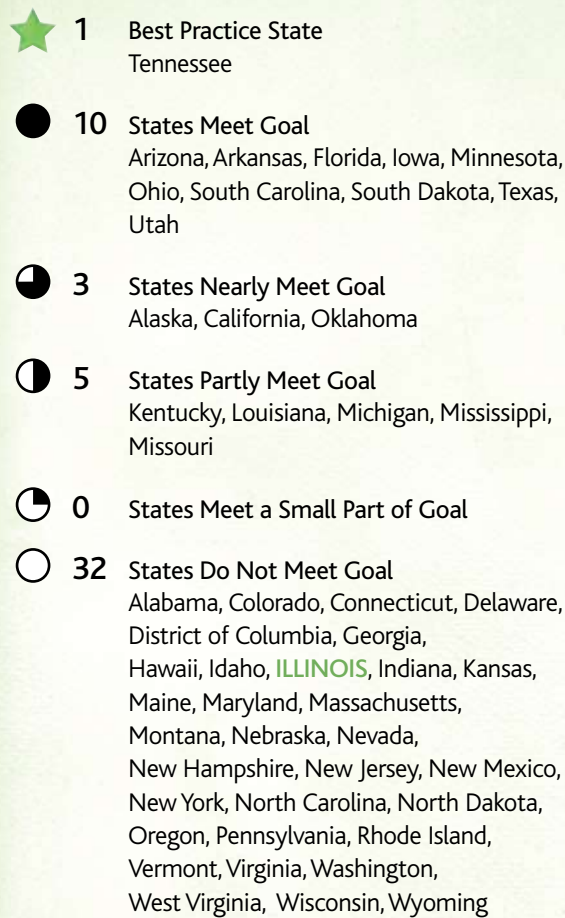 1 Best Practice State
Tennessee
10 States Meet Goal
Arizona, Arkansas, Florida, Iowa, Minnesota,
Ohio, South Carolina, South Dakota, Texas,
Utah
3 States Nearly Meet Goal
Alaska, California, Oklahoma
5 States Partly Meet Goal
Kentucky, Louisiana, Michigan, Mississippi,
Missouri
0 States Meet a Small Part of Goal
32 States Do Not Meet Goal
Alabama, Colorado, Connecticut, Delaware,
District of Columbia, Georgia,
Hawaii, Idaho, ILLINOIS, Indiana, Kansas,
Maine, Maryland, Massachusetts,
Montana, Nebraska, Nevada,
New Hampshire, New Jersey, New Mexico,
New York, North Carolina, North Dakota,
Oregon, Pennsylvania, Rhode Island,
Vermont, Virginia, Washington,
West Virginia, Wisconsin, Wyoming